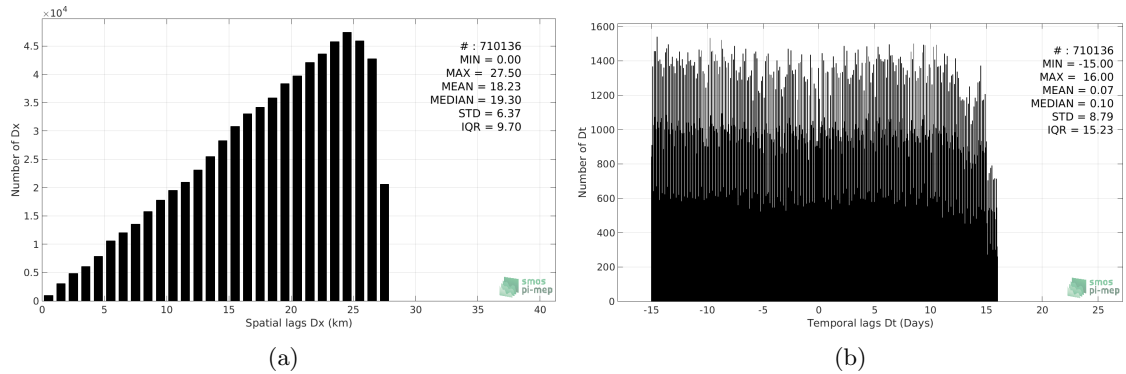 ×10⁴
4.5
4
3.5
3
2.5
2
1.5
1
0.5
0
Number of Dx
# : 710136
MIN = 0.00
MAX = 27.50
MEAN = 18.23
MEDIAN = 19.30
STD = 6.37
IQR = 9.70
smos
pi-mep
0 5 10 15 20 25 30 35 40
Spatial lags Dx (km)
(a)
1600
1400
1200
1000
800
600
400
200
0
Number of Dt
# : 710136
MIN = -15.00
MAX = 16.00
MEAN = 0.07
MEDIAN = 0.10
STD = 8.79
IQR = 15.23
smos
pi-mep
-15 -10 -5 0 5 10 15 20 25
Temporal lags Dt (Days)
(b)